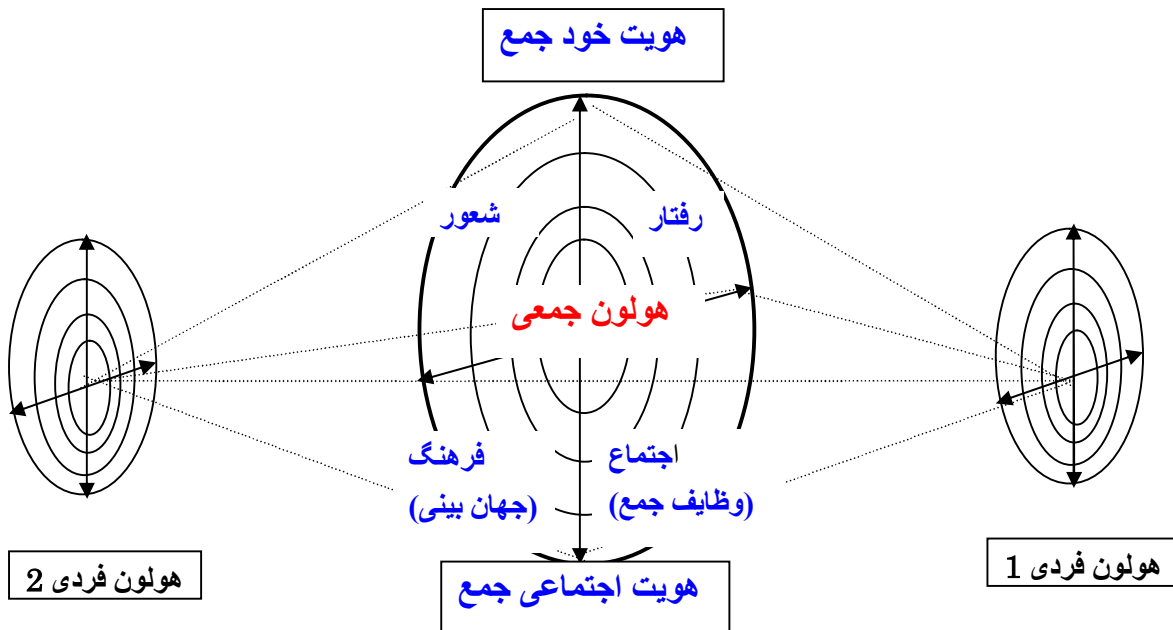 هویت خود جمع
شعور
رفتار
هولون جمعی
فرهنگ
(جهان بینی)
اجتماع
(وظایف جمع)
هولون فردی 1
هولون فردی 2
هویت اجتماعی جمع